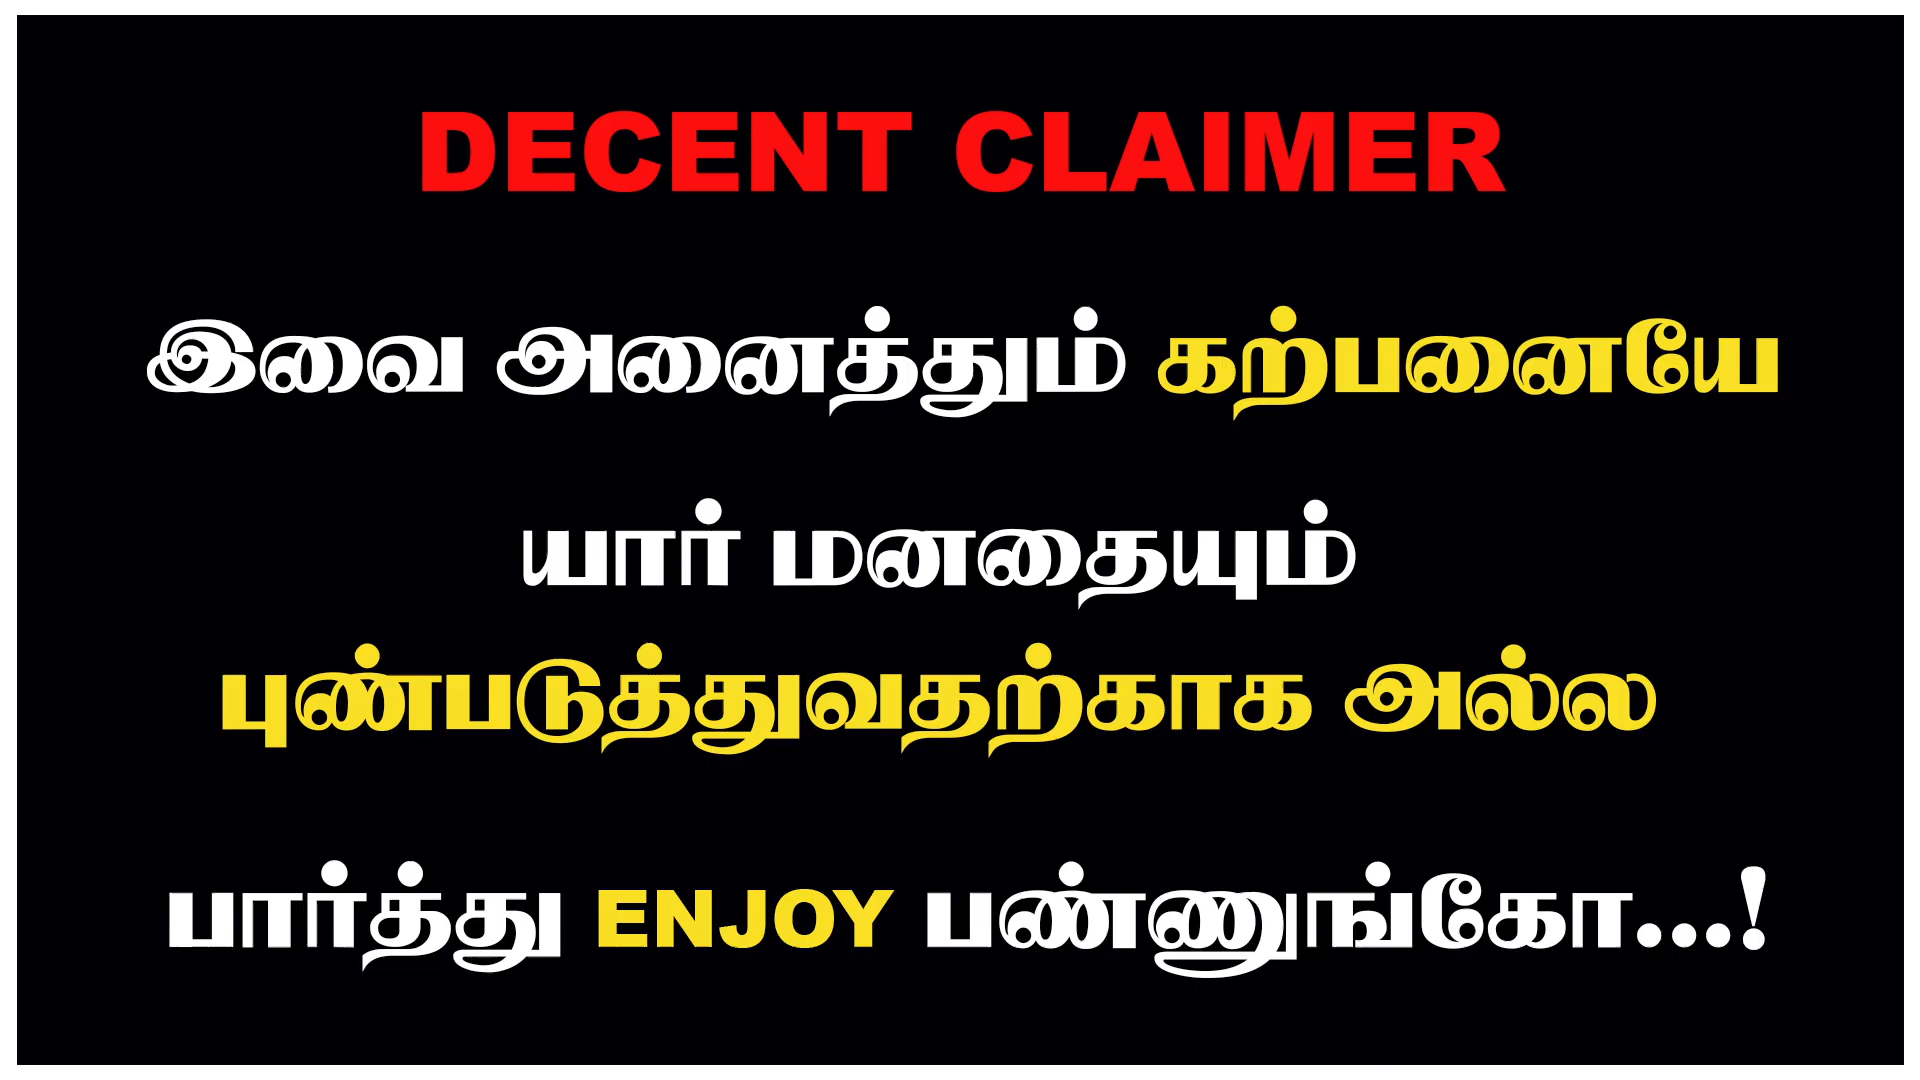 DECENT CLAIMER
இவை அனைத்தும் கற்பனையே
யார் மனதையும்
புண்படுத்துவதற்காக அல்ல
பார்த்து ENJOY பண்ணுங்கோ...!